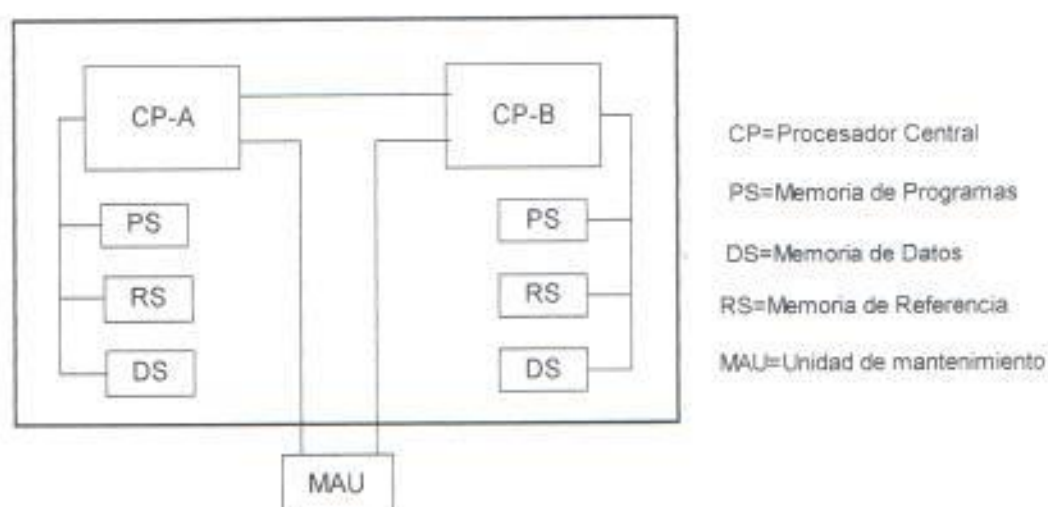 CP-A
CP-B
PS
RS
DS
PS
RS
DS
MAU
CP=Procesador Central
PS=Memoria de Programas
DS=Memoria de Datos
RS=Memoria de Referencia
MAU=Unidad de mantenimiento